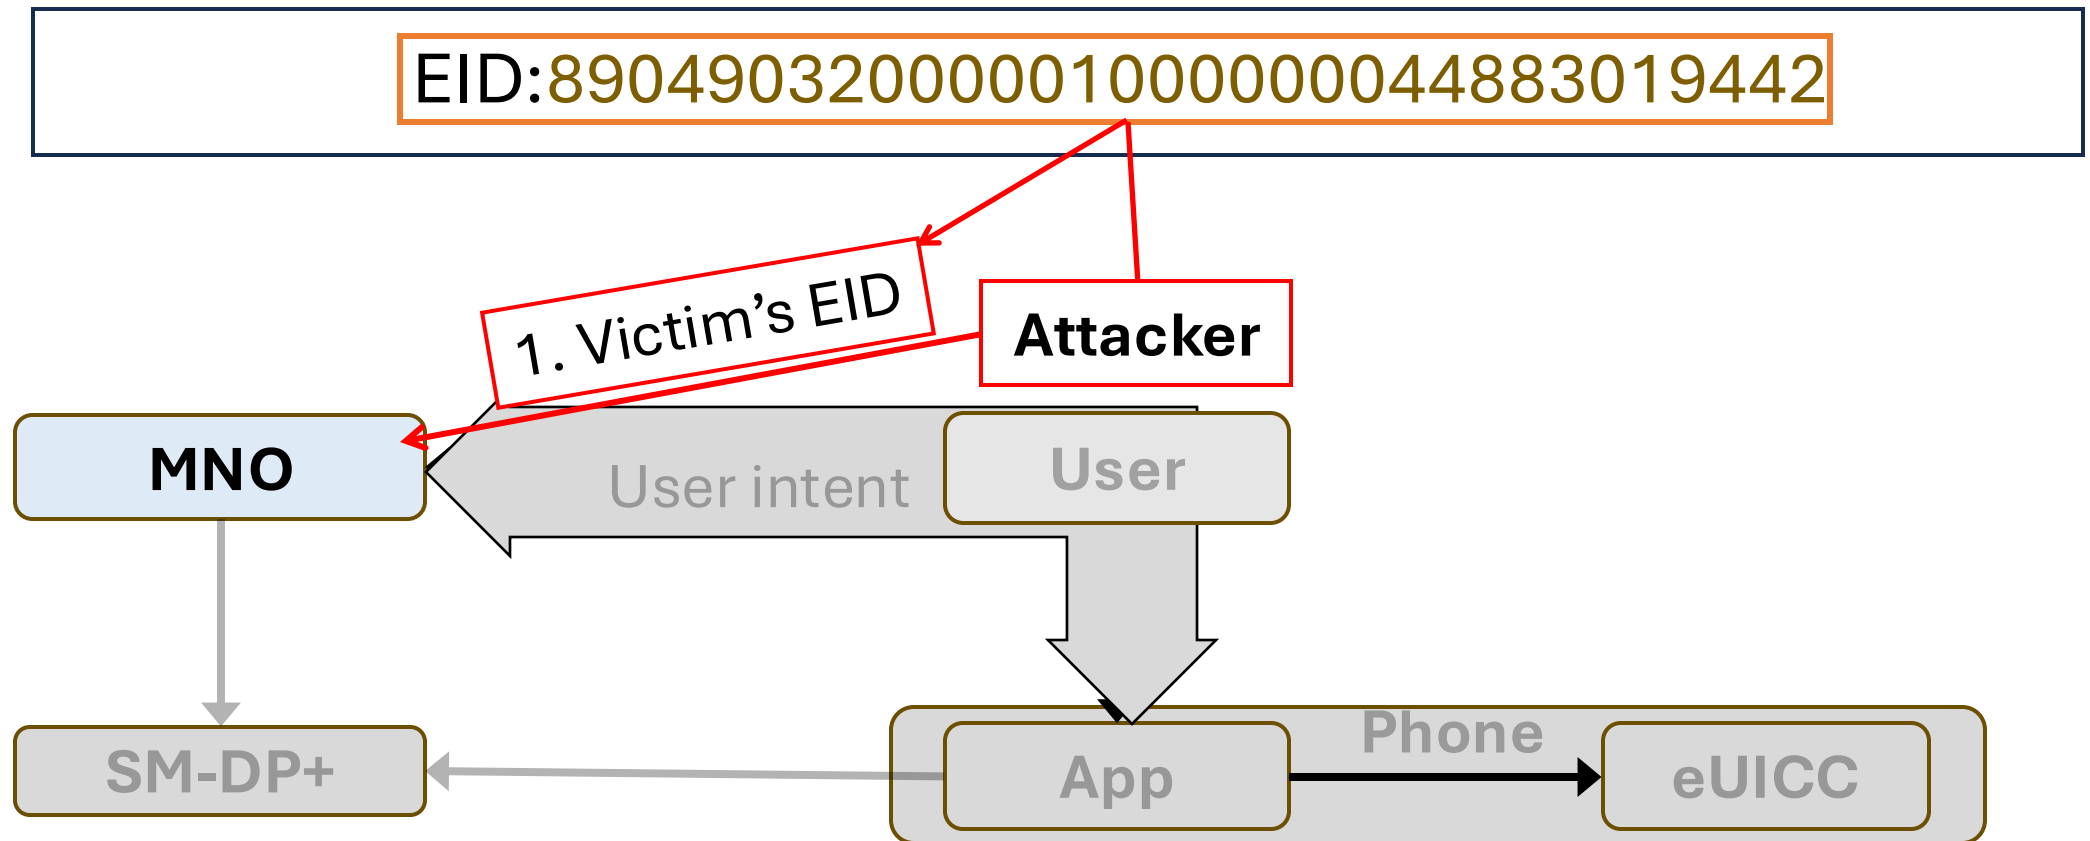 EID:89049032000001000000044883019442
1. Victim's EID
Attacker
MNO
User intent
User
Phone
SM-DP+
App
eUICC